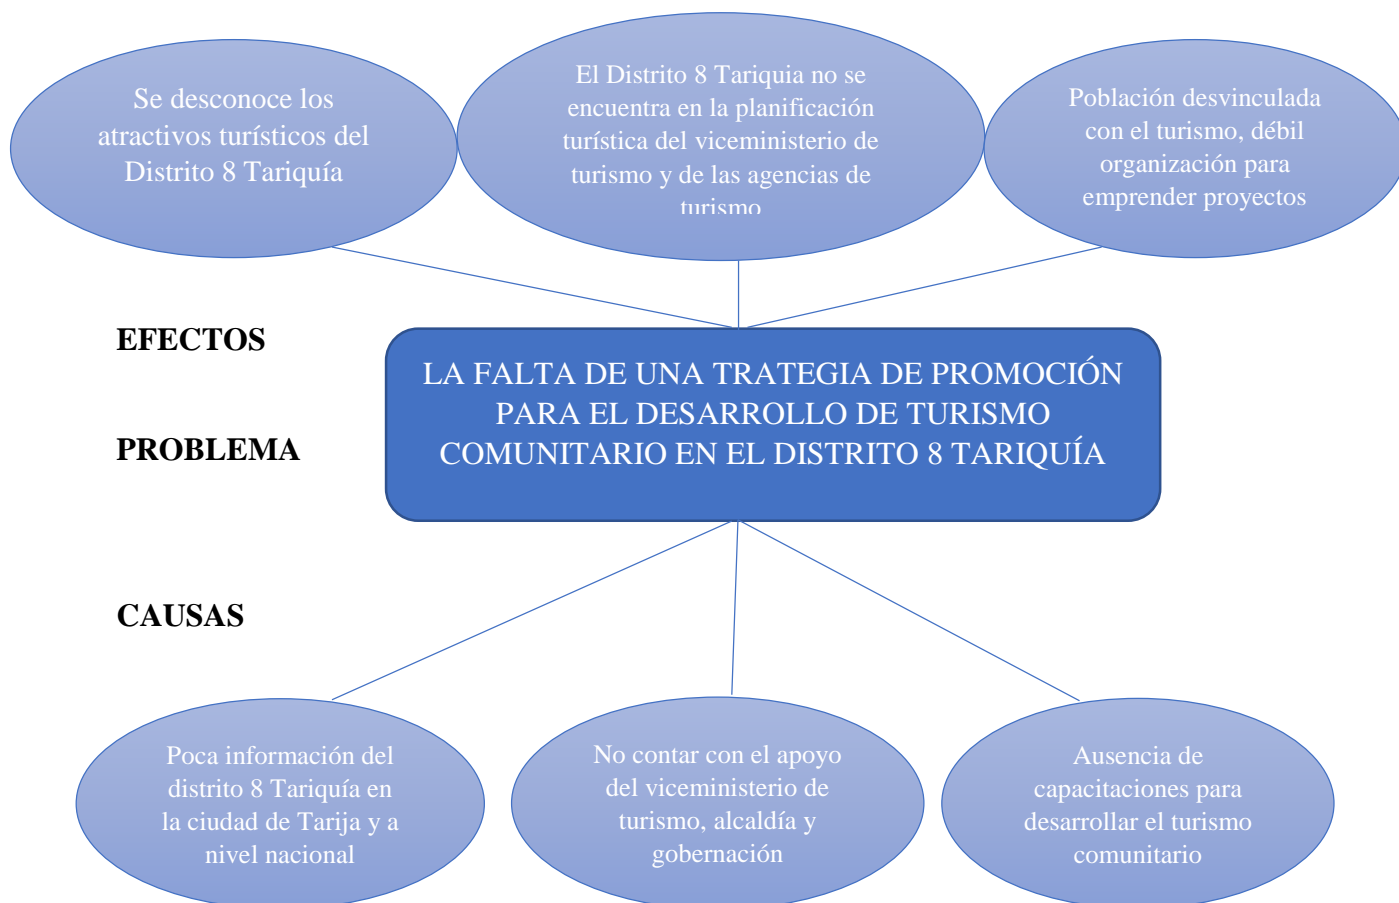 Se desconoce los
atractivos turísticos del
Distrito 8 Tariquía
El Distrito 8 Tariquia no se
encuentra en la planificación
turística del viceministerio de
turismo y de las agencias de
turismo
Población desvinculada
con el turismo, débil
organización para
emprender proyectos
EFECTOS
PROBLEMA
LA FALTA DE UNA TRATEGIA DE PROMOCIÓN
PARA EL DESARROLLO DE TURISMO
COMUNITARIO EN EL DISTRITO 8 TARIQUÍA
CAUSAS
Poca información del
distrito 8 Tariquía en
la ciudad de Tarija y a
nivel nacional
No contar con el apoyo
del viceministerio de
turismo, alcaldía y
gobernación
Ausencia de
capacitaciones para
desarrollar el turismo
comunitario